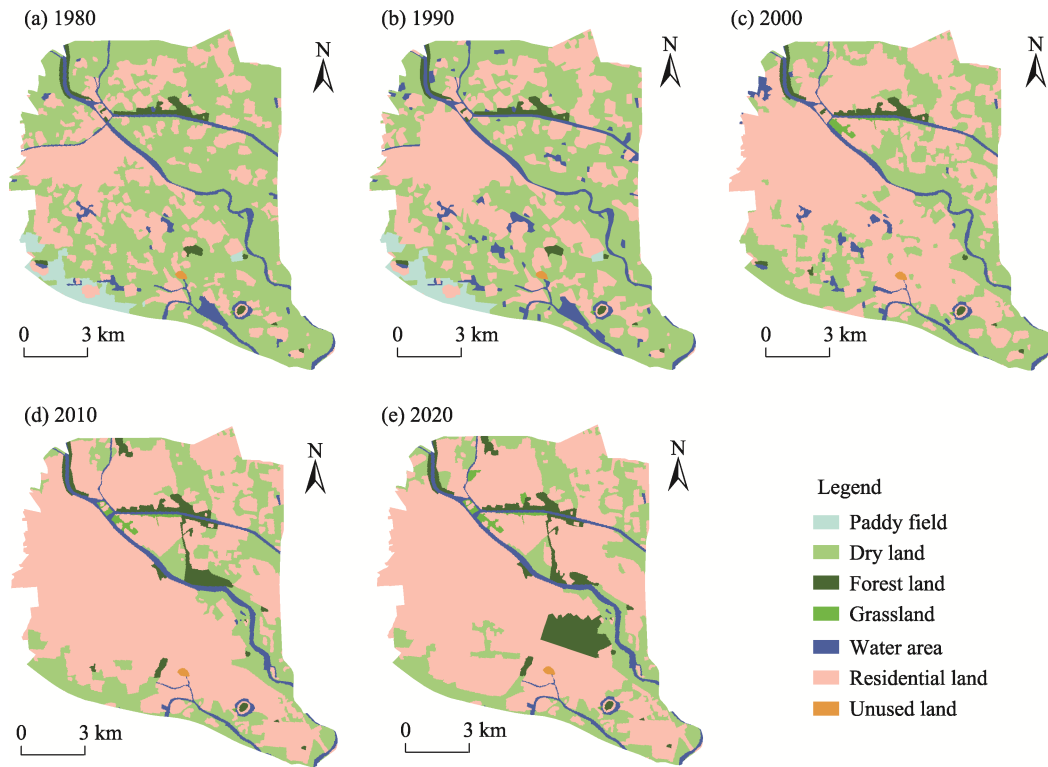 (a) 1980
(b) 1990
(c) 2000
N
N
N
0 3 km
0 3 km
0 3 km
(d) 2010
(e) 2020
N
N
Legend
Paddy field
Dry land
Forest land
Grassland
Water area
Residential land
Unused land
0 3 km
0 3 km